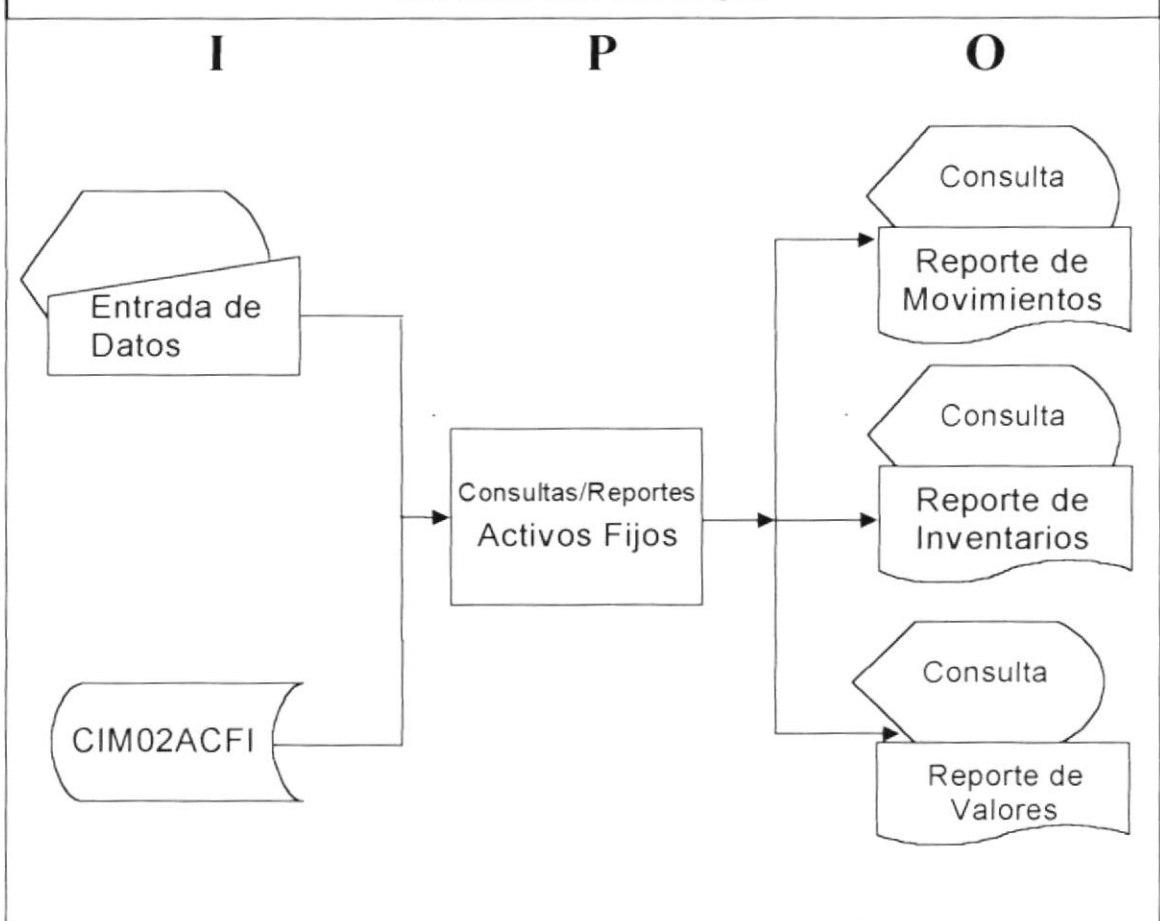 I P O
Consulta
Reporte de
Movimientos
Entrada de
Datos
Consulta
Reporte de
Inventarios
Consultas/Reportes
Activos Fijos
Consulta
CIM02ACFI
Reporte de
Valores